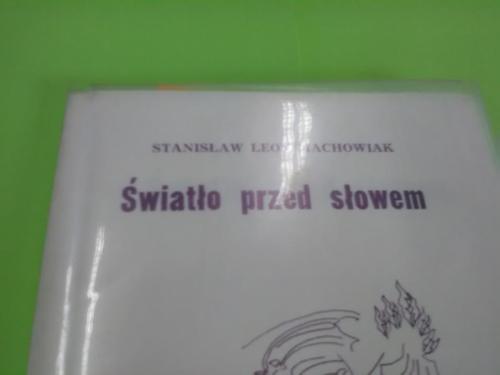 STANISŁAW LEON MACHOWIAK
Światło przed słowem